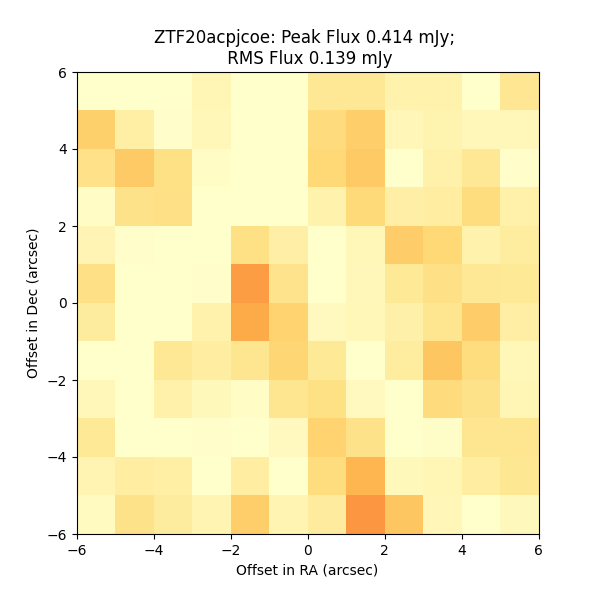 ZTF20acpjcoe: Peak Flux 0.414 mJy;
RMS Flux 0.139 mJy
6
4
2
0
−2
−4
−6
Offset in Dec (arcsec)
−6 −4 −2 0 2 4 6
Offset in RA (arcsec)